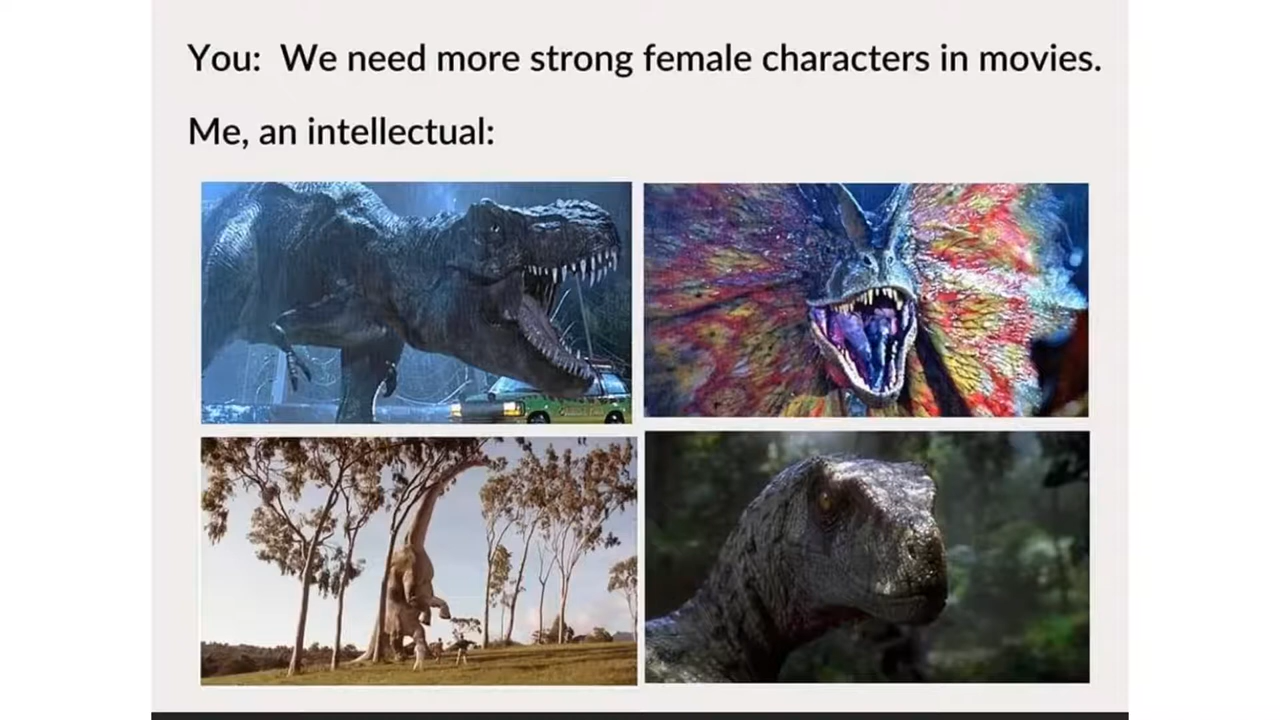 You: We need more strong female characters in movies.
Me, an intellectual: